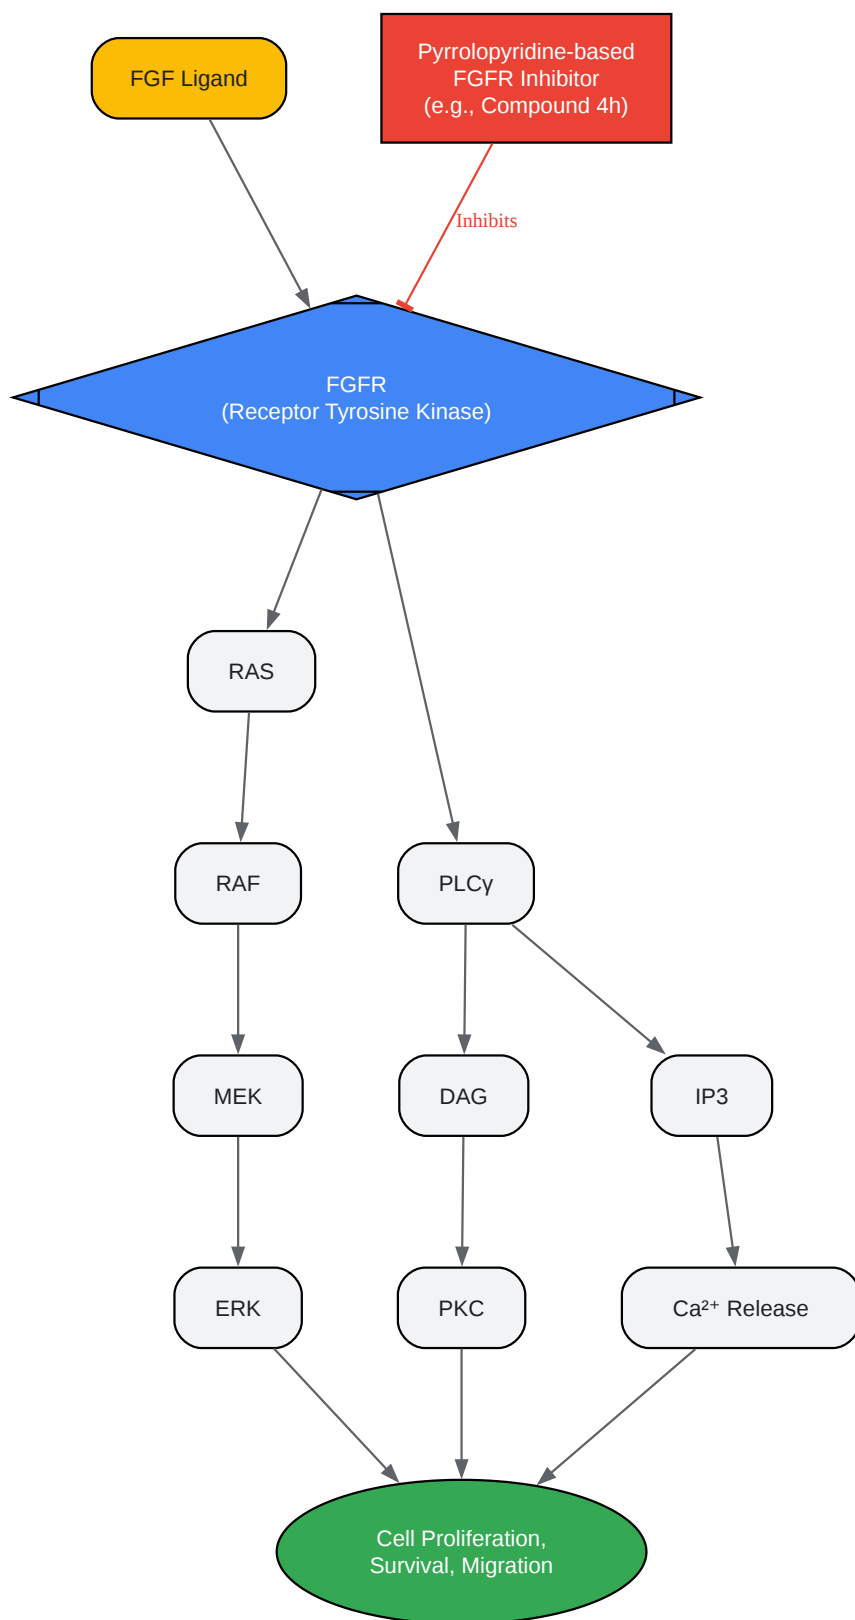 FGF Ligand
Pyrrolopyridine-based
FGFR Inhibitor
(e.g., Compound 4h)
Inhibits
FGFR
(Receptor Tyrosine Kinase)
RAS
RAF
PLCγ
MEK
DAG
IP3
ERK
PKC
Ca²⁺ Release
Cell Proliferation,
Survival, Migration